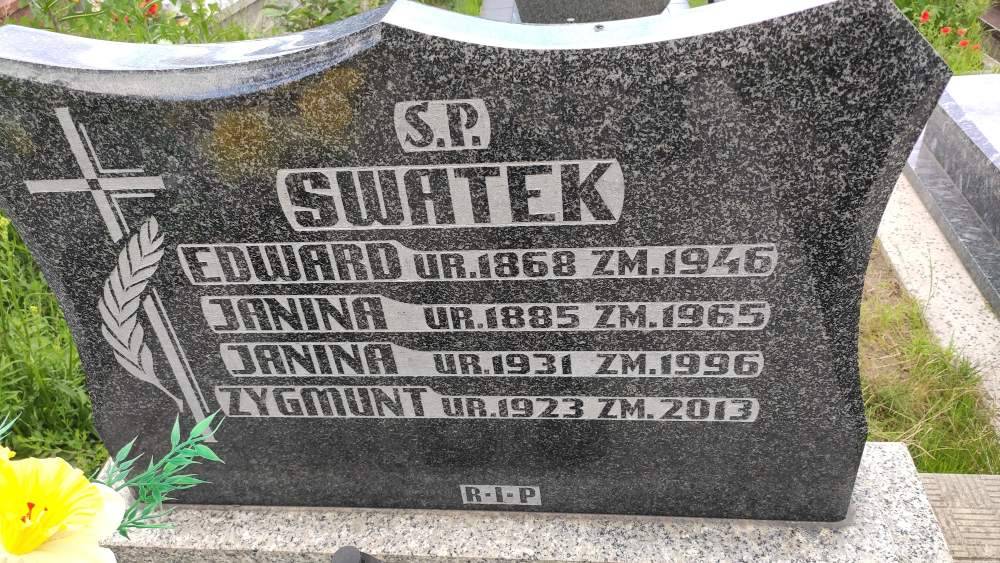 S.P.
SWATEK
EDWARD UR.1868 ZM.1946
JANINA UR.1885 ZM.1965
JANINA UR.1931 ZM.1996
ZYGMUNT UR.1923 ZM.2013
R-I-P